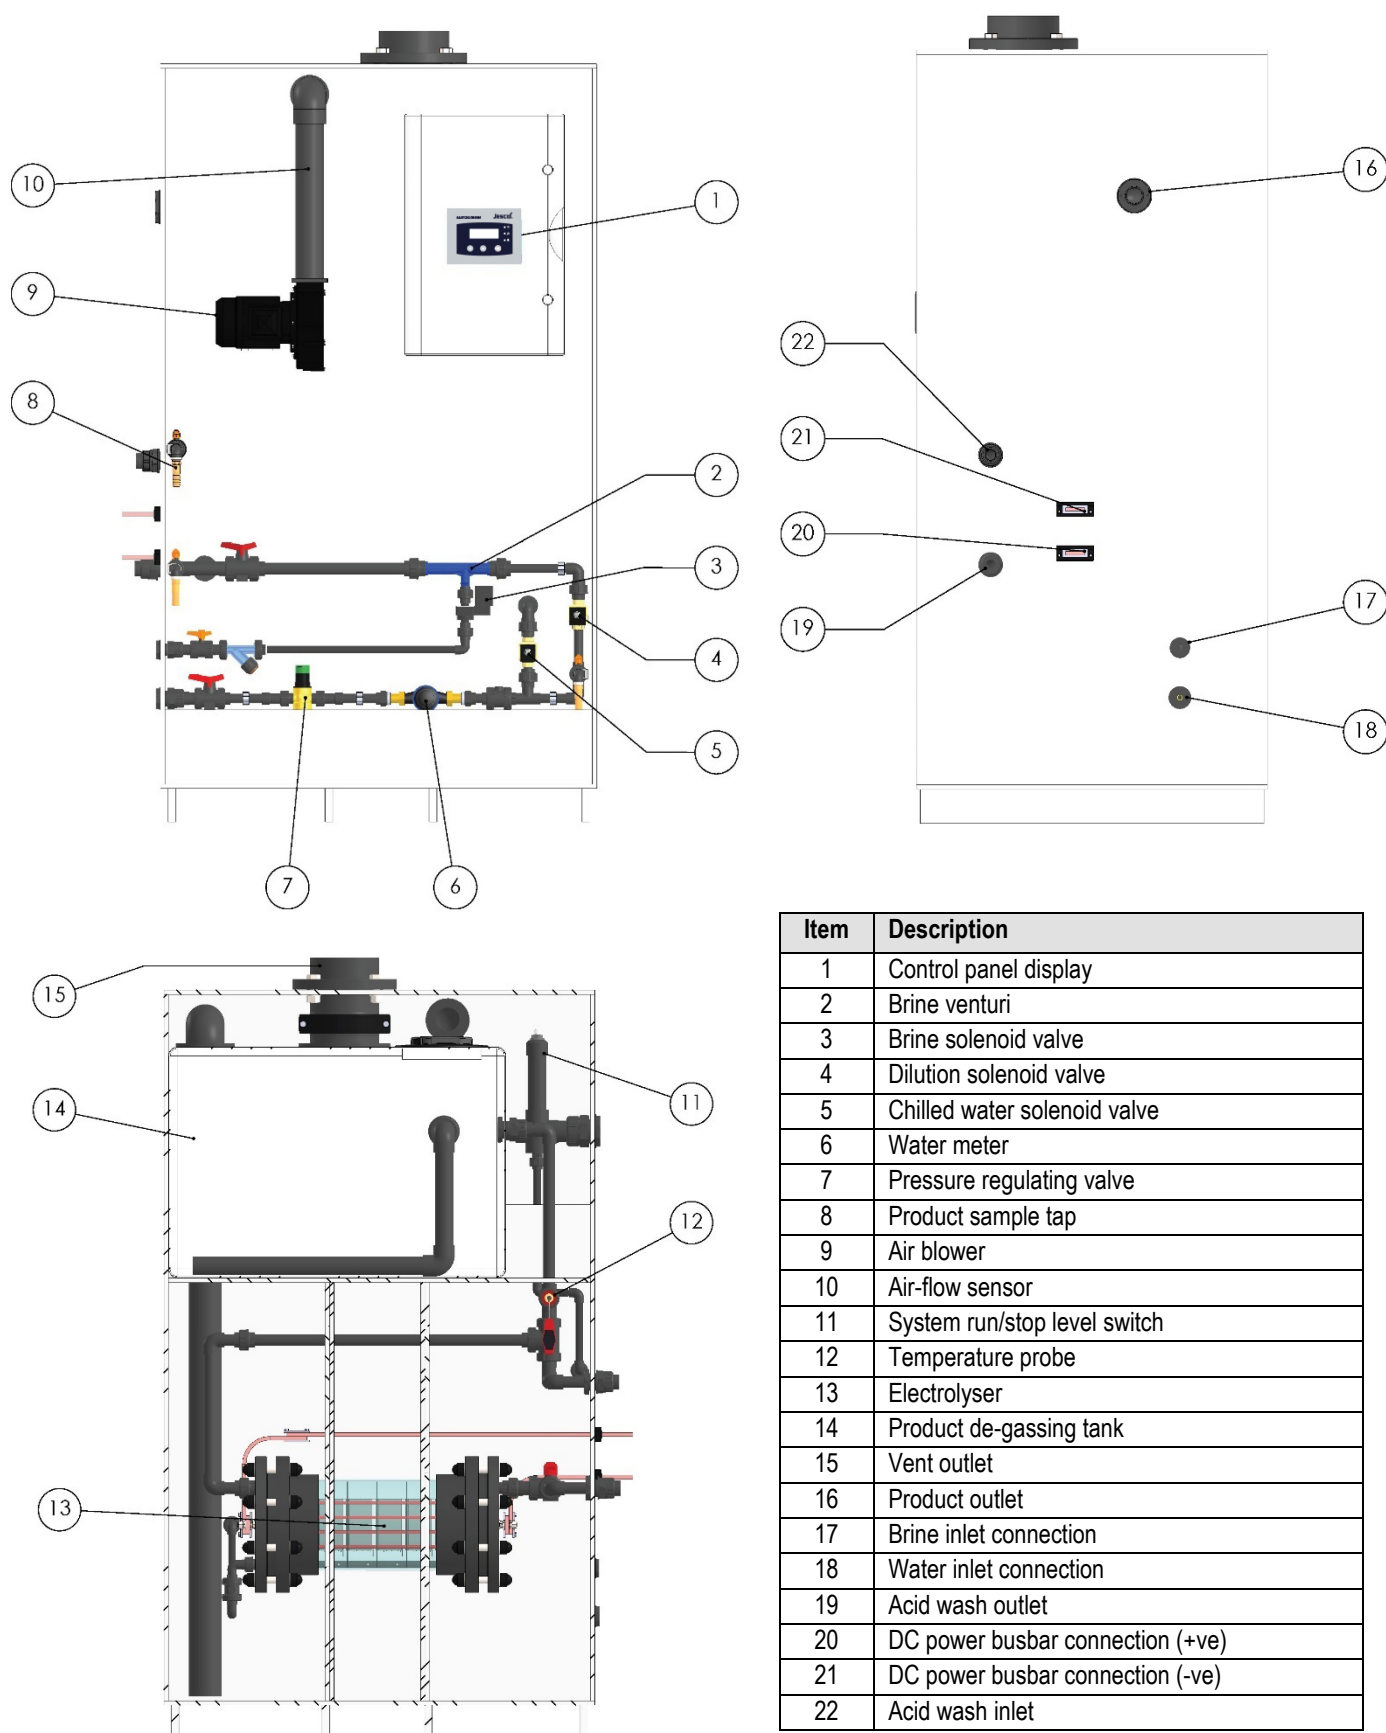 10
1
Jesco
9
8
2
3
4
5
7
6
16
22
21
20
19
17
18
15
14
11
12
13
Item Description
1 Control panel display
2 Brine venturi
3 Brine solenoid valve
4 Dilution solenoid valve
5 Chilled water solenoid valve
6 Water meter
7 Pressure regulating valve
8 Product sample tap
9 Air blower
10 Air-flow sensor
11 System run/stop level switch
12 Temperature probe
13 Electrolyser
14 Product de-gassing tank
15 Vent outlet
16 Product outlet
17 Brine inlet connection
18 Water inlet connection
19 Acid wash outlet
20 DC power busbar connection (+ve)
21 DC power busbar connection (-ve)
22 Acid wash inlet